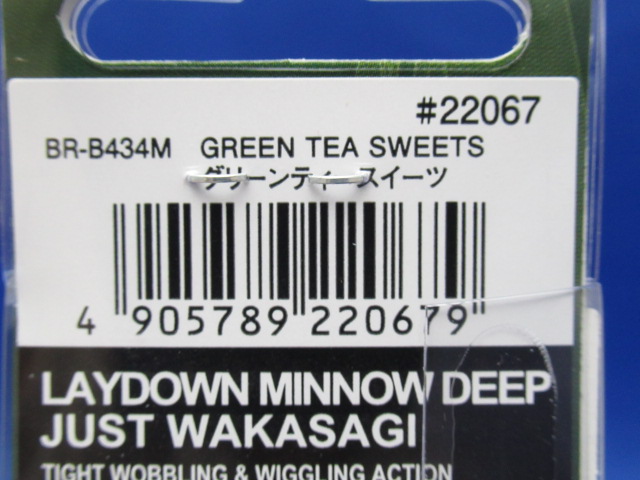 #22067
BR-B434M GREEN TEA SWEETS
グリーンティースイーツ
4 905789 220679
LAYDOWN MINNOW DEEP
JUST WAKASAGI
TIGHT WOBBLING & WIGGLING ACTION